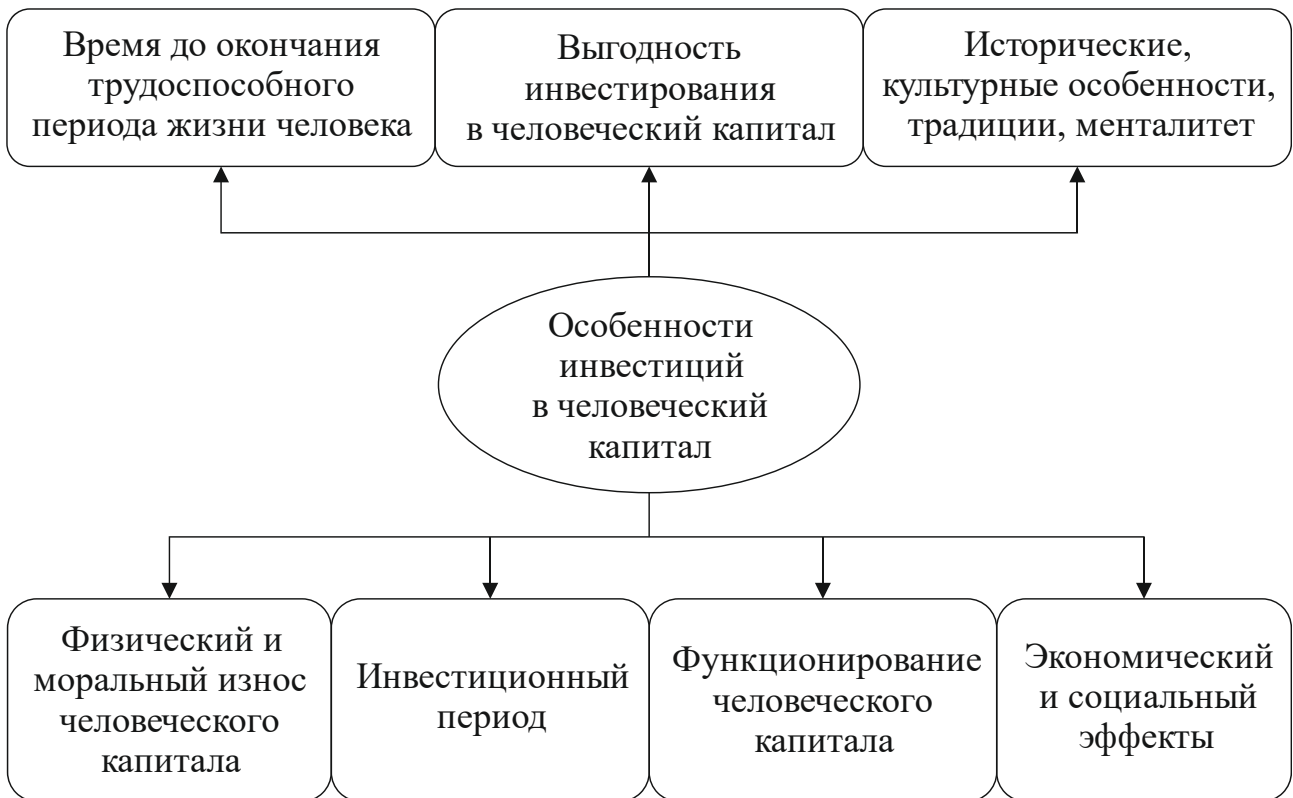 Время до окончания
трудоспособного
периода жизни человека
Выгодность
инвестирования
в человеческий капитал
Исторические,
культурные особенности,
традиции, менталитет
Особенности
инвестиций
в человеческий
капитал
Физический и
моральный износ
человеческого
капитала
Инвестиционный
период
Функционирование
человеческого
капитала
Экономический
и социальный
эффекты